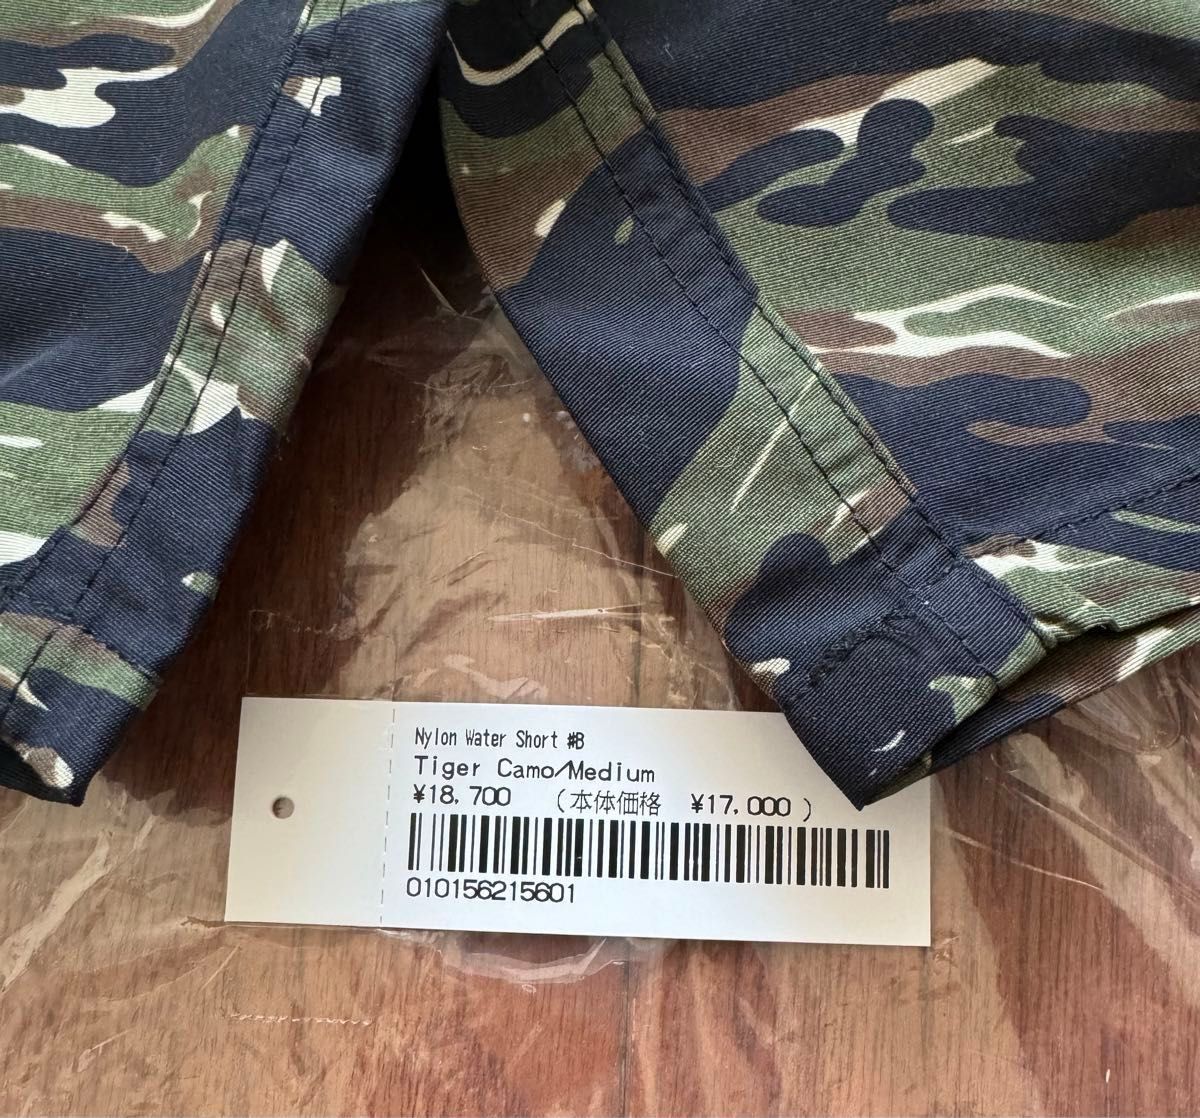 Nylon Water Short #B
Tiger Camo/Medium
¥18,700 (本体価格 ¥17,000 )
010156215601